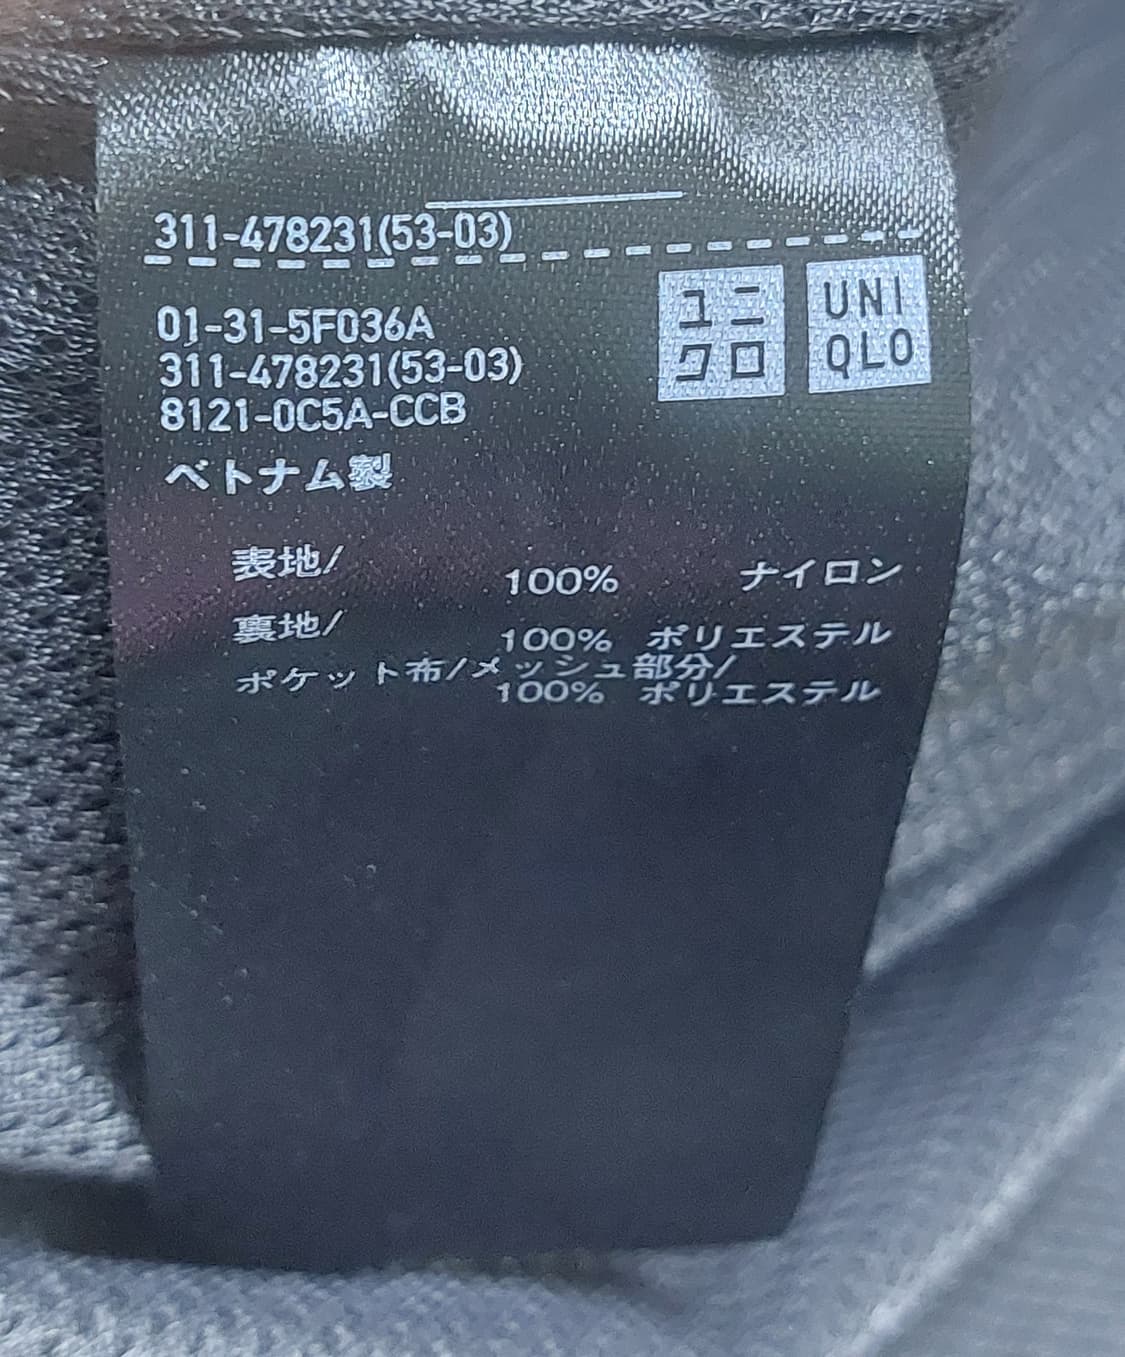 311-478231(53-03)
01-31-5F036A
311-478231(53-03)
8121-0C5A-CCB
ベトナム製
ユニ
クロ
UNI
QLO
表地/
100% ナイロン
裏地/
100% ポリエステル
ポケット布/メッシュ部分/
100% ポリエステル